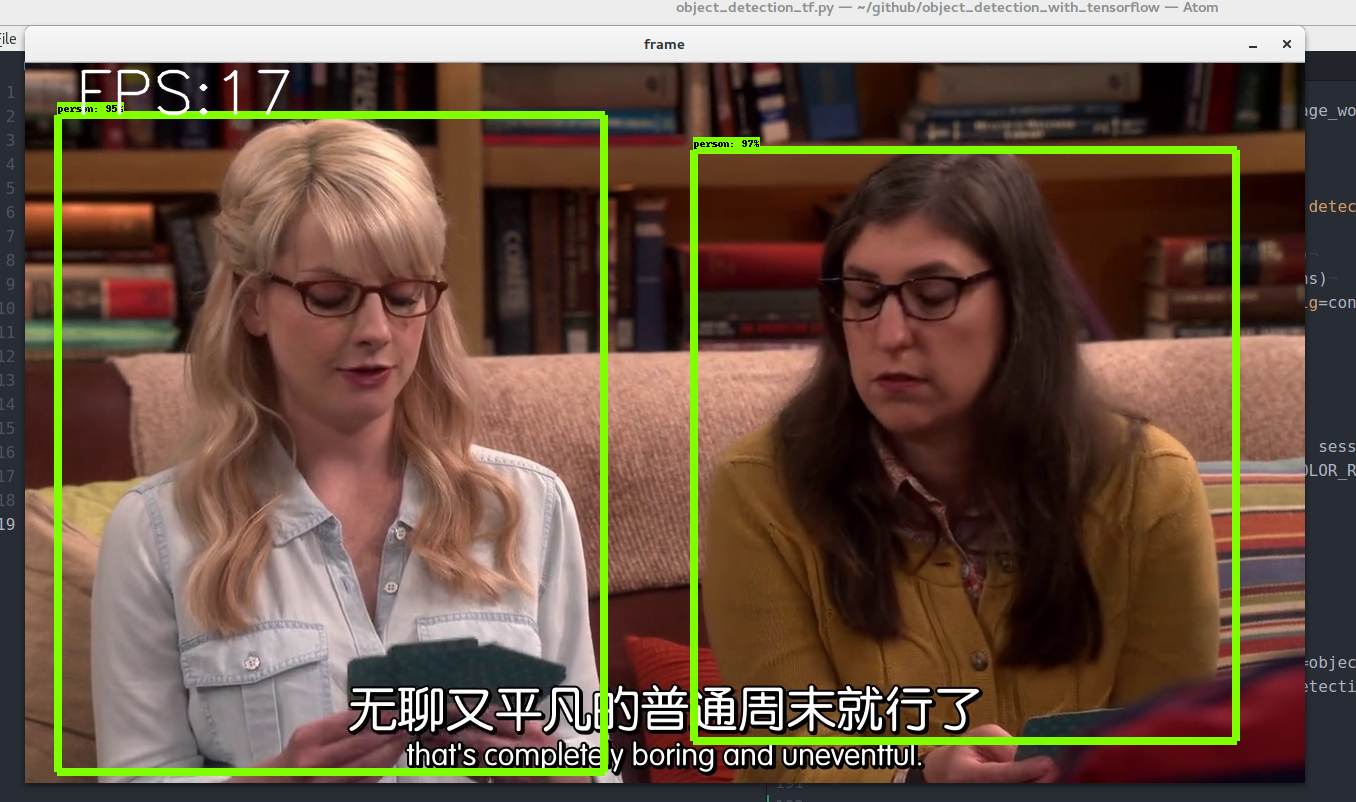 object_detection_tf.py — ~/github/object_detection_with_tensorflow — Atom
File
frame
FPS:17
person: 95%
person: 97%
1
2
3
4
5
6
7
8
9
10
11
12
13
14
15
16
17
18
19
age_wo
detec
ns)
ig=con
sess
OLOR_R
=objec
etecti
无聊又平凡的普通周末就行了
that's completely boring and uneventful.
191